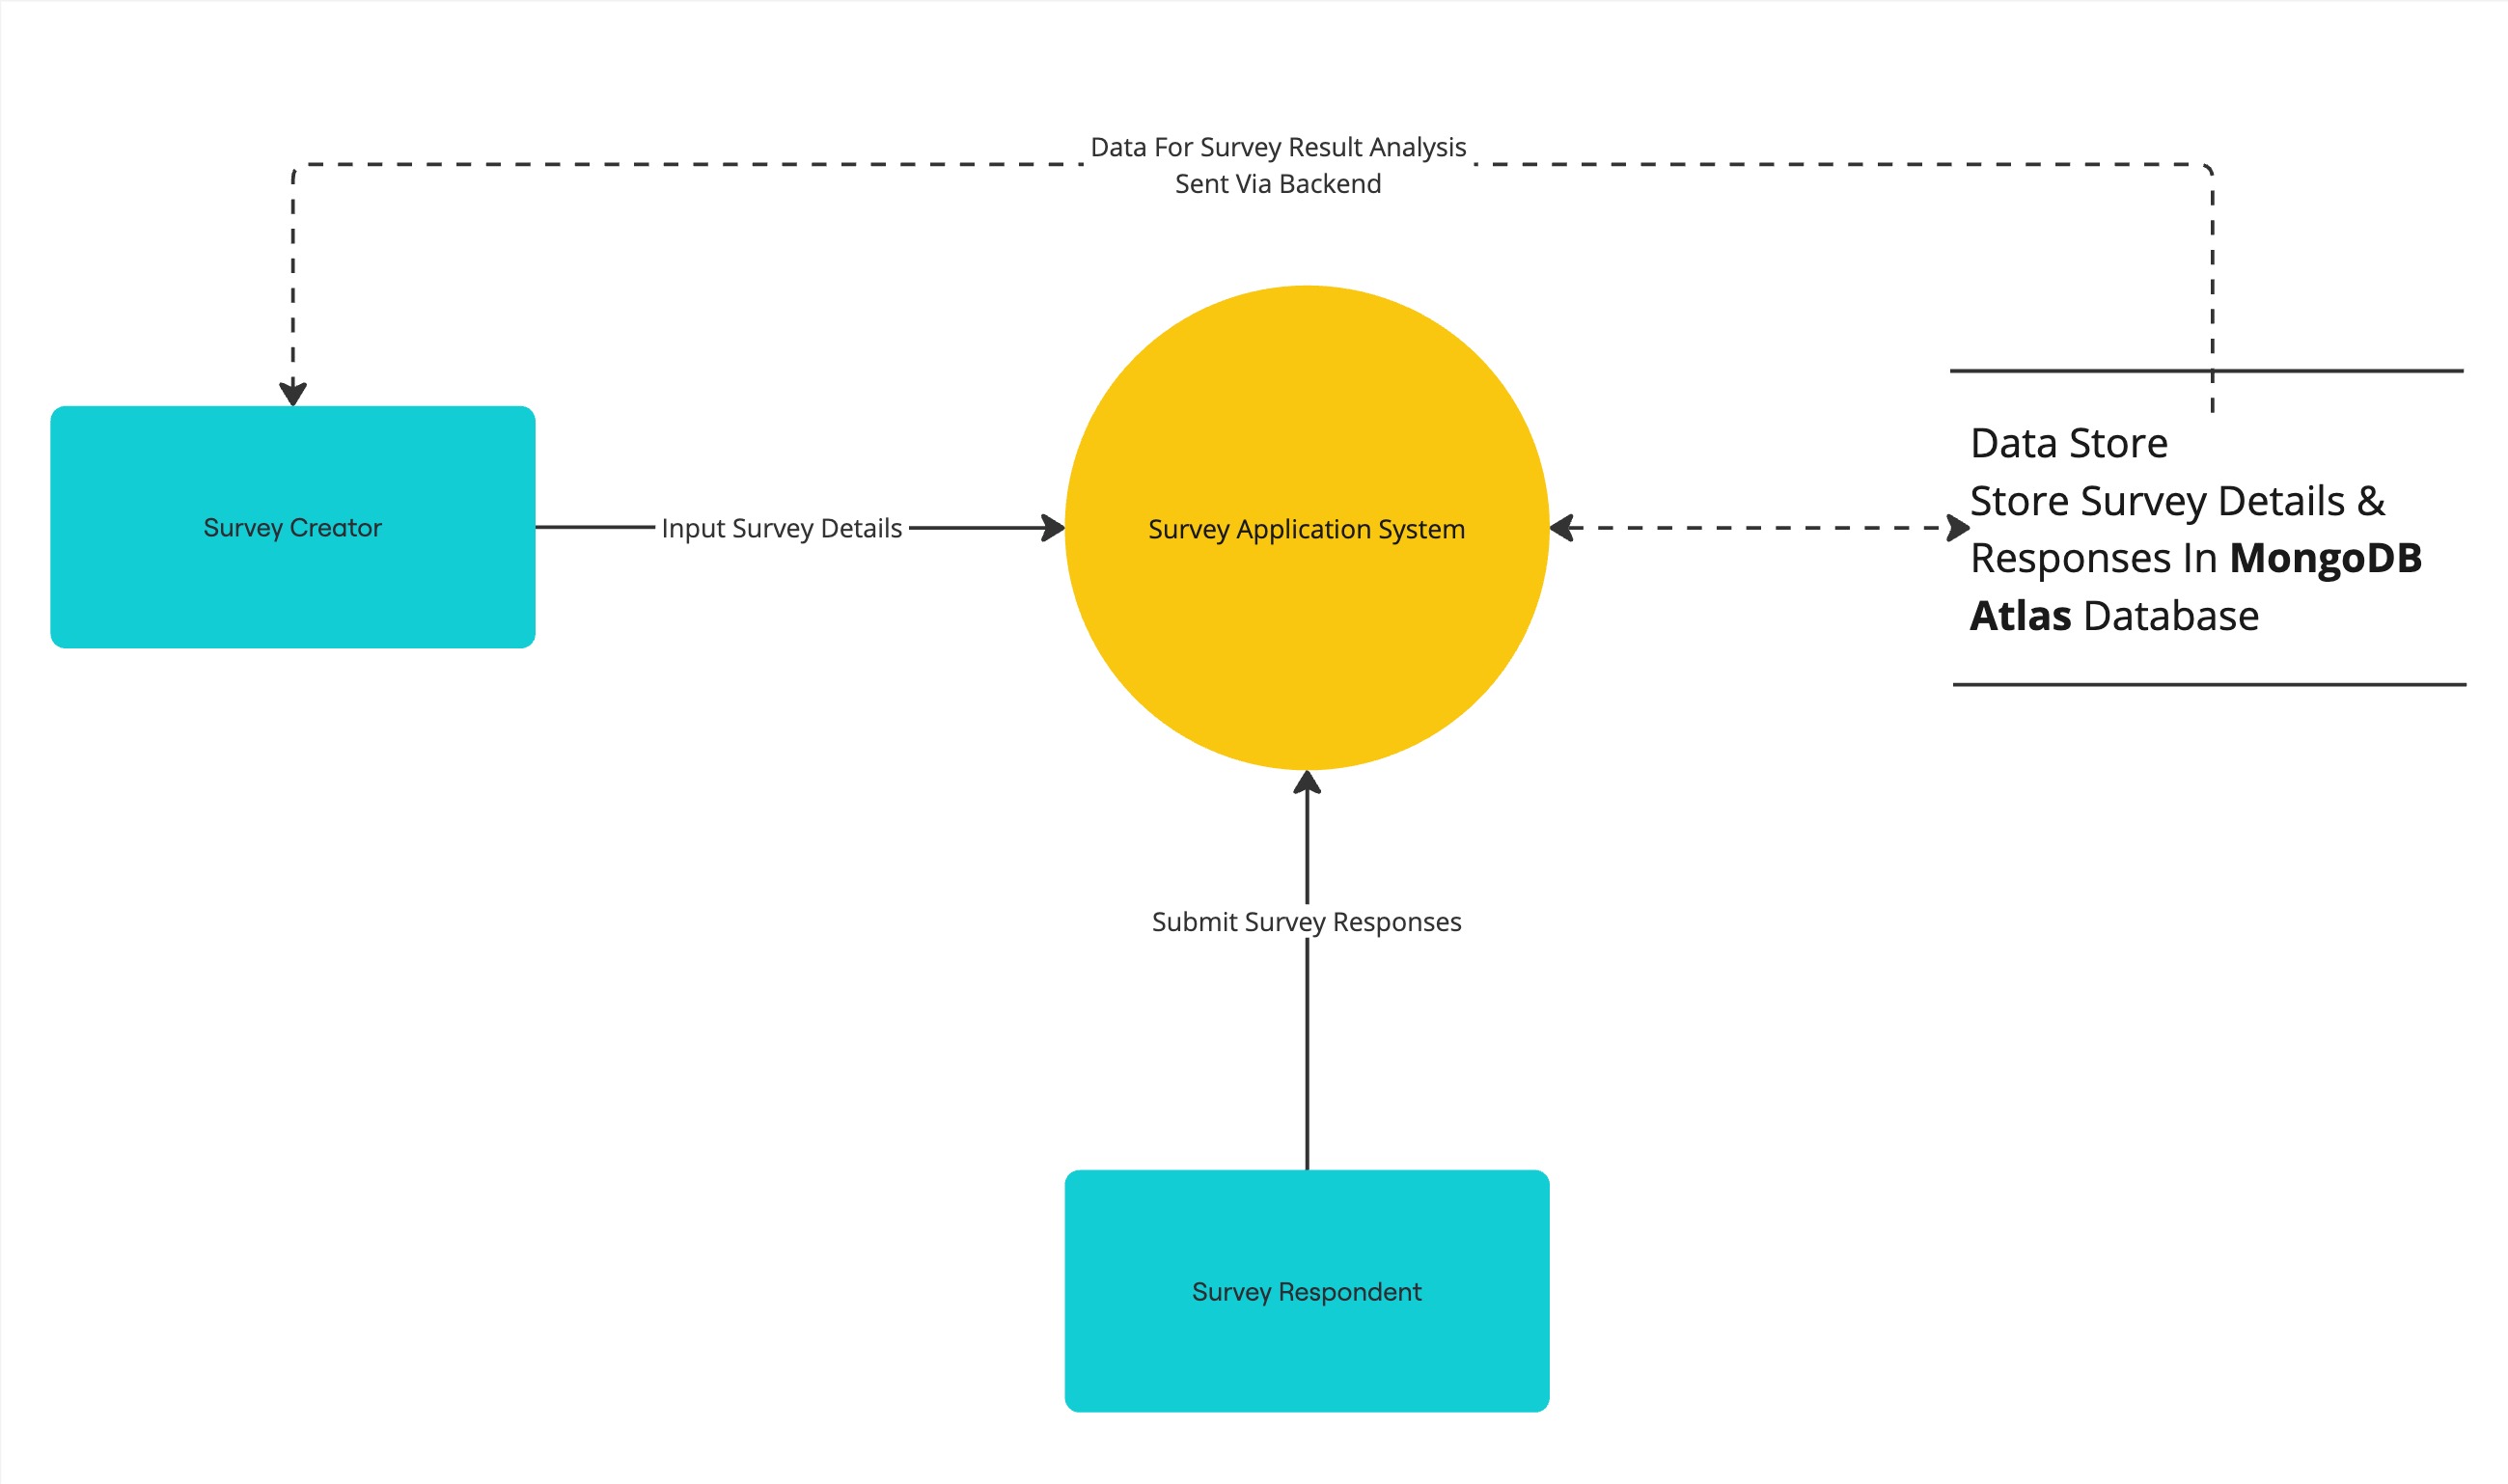 Data For Survey Result Analysis
Sent Via Backend
Survey Creator
Input Survey Details
Survey Application System
Data Store
Store Survey Details &
Responses In MongoDB
Atlas Database
Submit Survey Responses
Survey Respondent